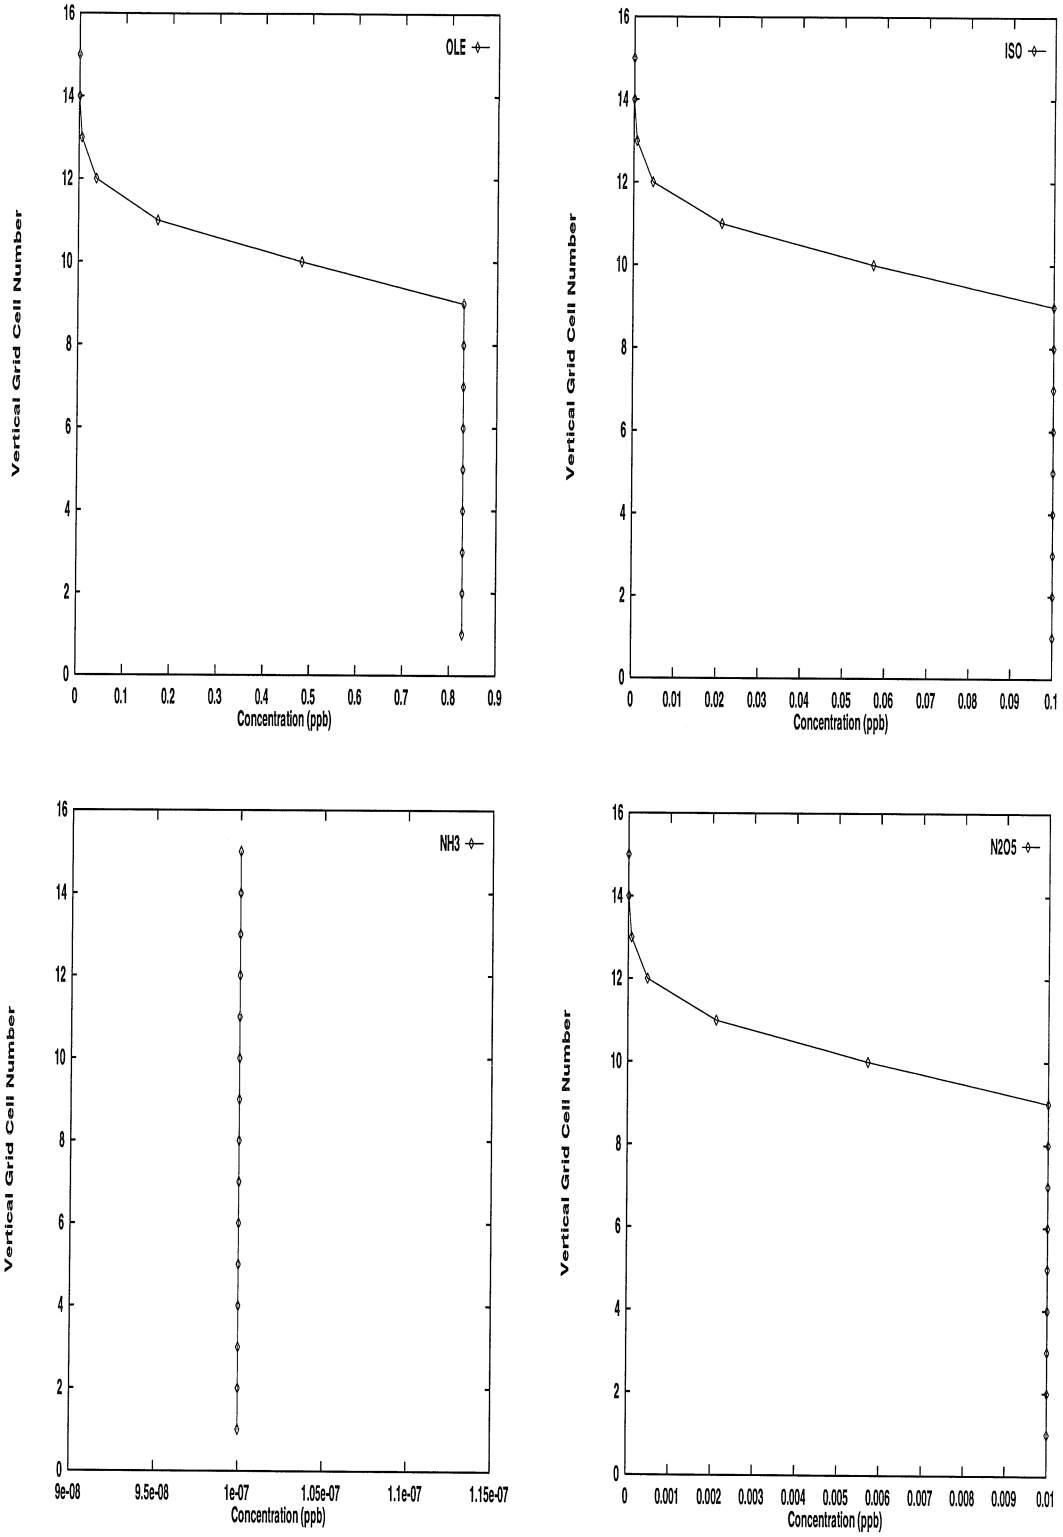 16
14
12
10
8
6
4
2
0
OLE
Vertical Grid Cell Number
0 0.1 0.2 0.3 0.4 0.5 0.6 0.7 0.8 0.9
Concentration (ppb)
16
14
12
10
8
6
4
2
0
ISO
Vertical Grid Cell Number
0 0.01 0.02 0.03 0.04 0.05 0.06 0.07 0.08 0.09 0.1
Concentration (ppb)
16
14
12
10
8
6
4
2
0
NH3
Vertical Grid Cell Number
9e-08 9.5e-08 1e-07 1.05e-07 1.1e-07 1.15e-07
Concentration (ppb)
16
14
12
10
8
6
4
2
0
N2O5
Vertical Grid Cell Number
0 0.001 0.002 0.003 0.004 0.005 0.006 0.007 0.008 0.009 0.01
Concentration (ppb)